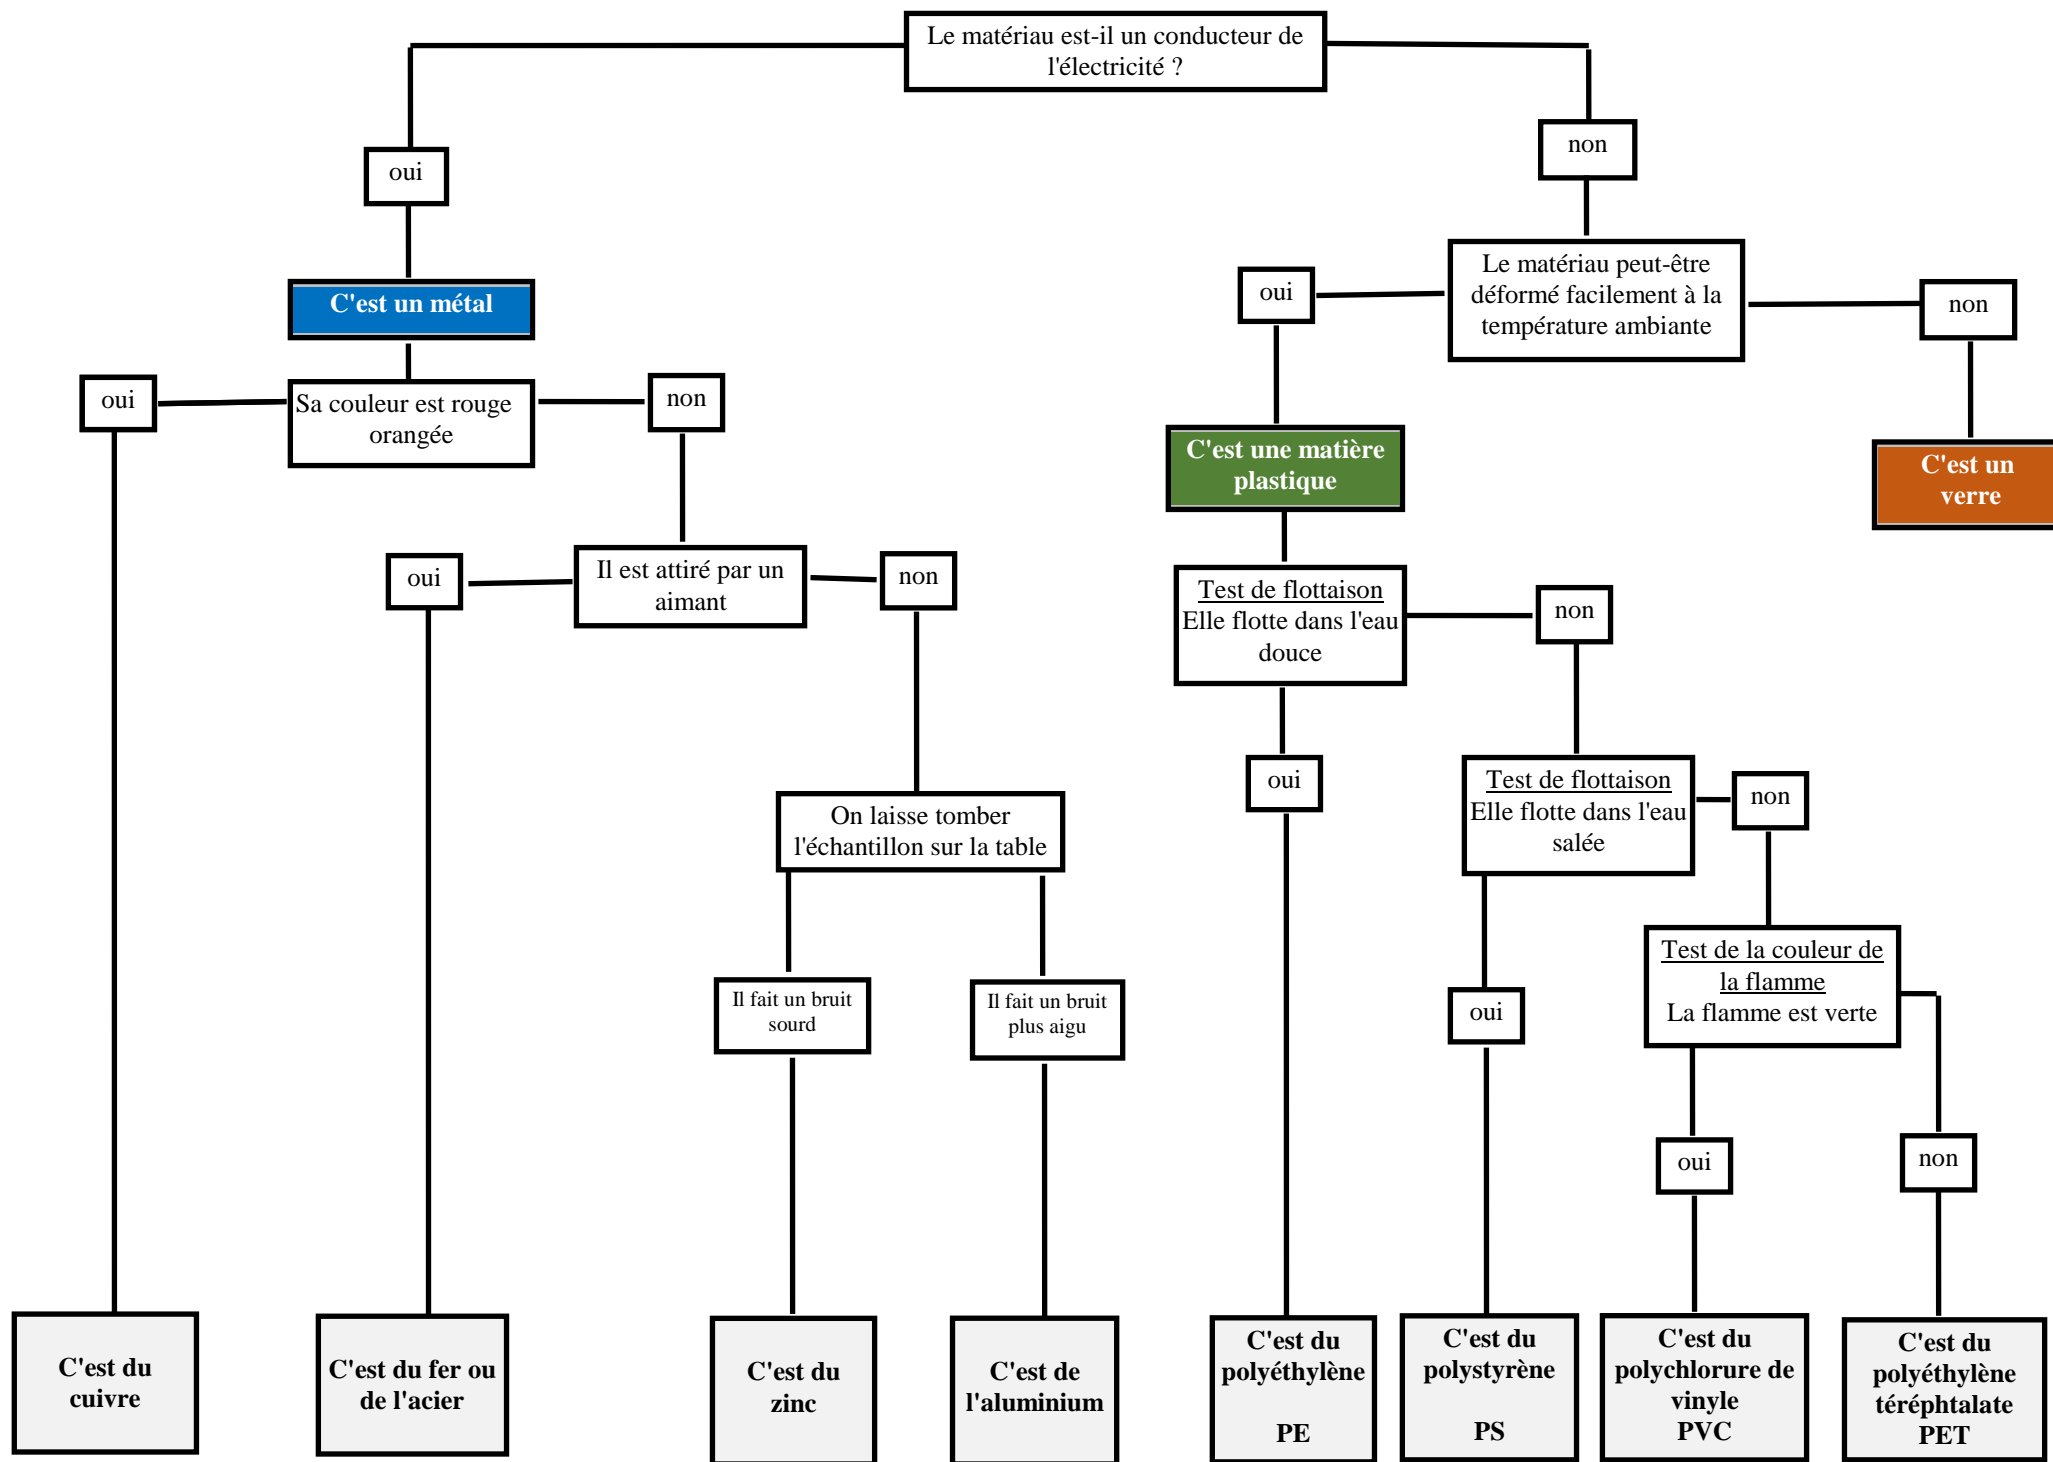 Le matériau est-il un conducteur de
l'électricité ?
oui
non
C'est un métal
Le matériau peut-être
déformé facilement à la
température ambiante
oui
non
oui
Sa couleur est rouge
orangée
non
C'est une matière
plastique
C'est un
verre
oui
Il est attiré par un
aimant
non
Test de flottaison
Elle flotte dans l'eau
douce
non
oui
Test de flottaison
Elle flotte dans l'eau
salée
non
On laisse tomber
l'échantillon sur la table
Test de la couleur de
la flamme
La flamme est verte
Il fait un bruit
sourd
Il fait un bruit
plus aigu
oui
oui
non
C'est du
cuivre
C'est du fer ou
de l'acier
C'est du
zinc
C'est de
l'aluminium
C'est du
polyéthylène
PE
C'est du
polystyrène
PS
C'est du
polychlorure de
vinyle
PVC
C'est du
polyéthylène
téréphtalate
PET